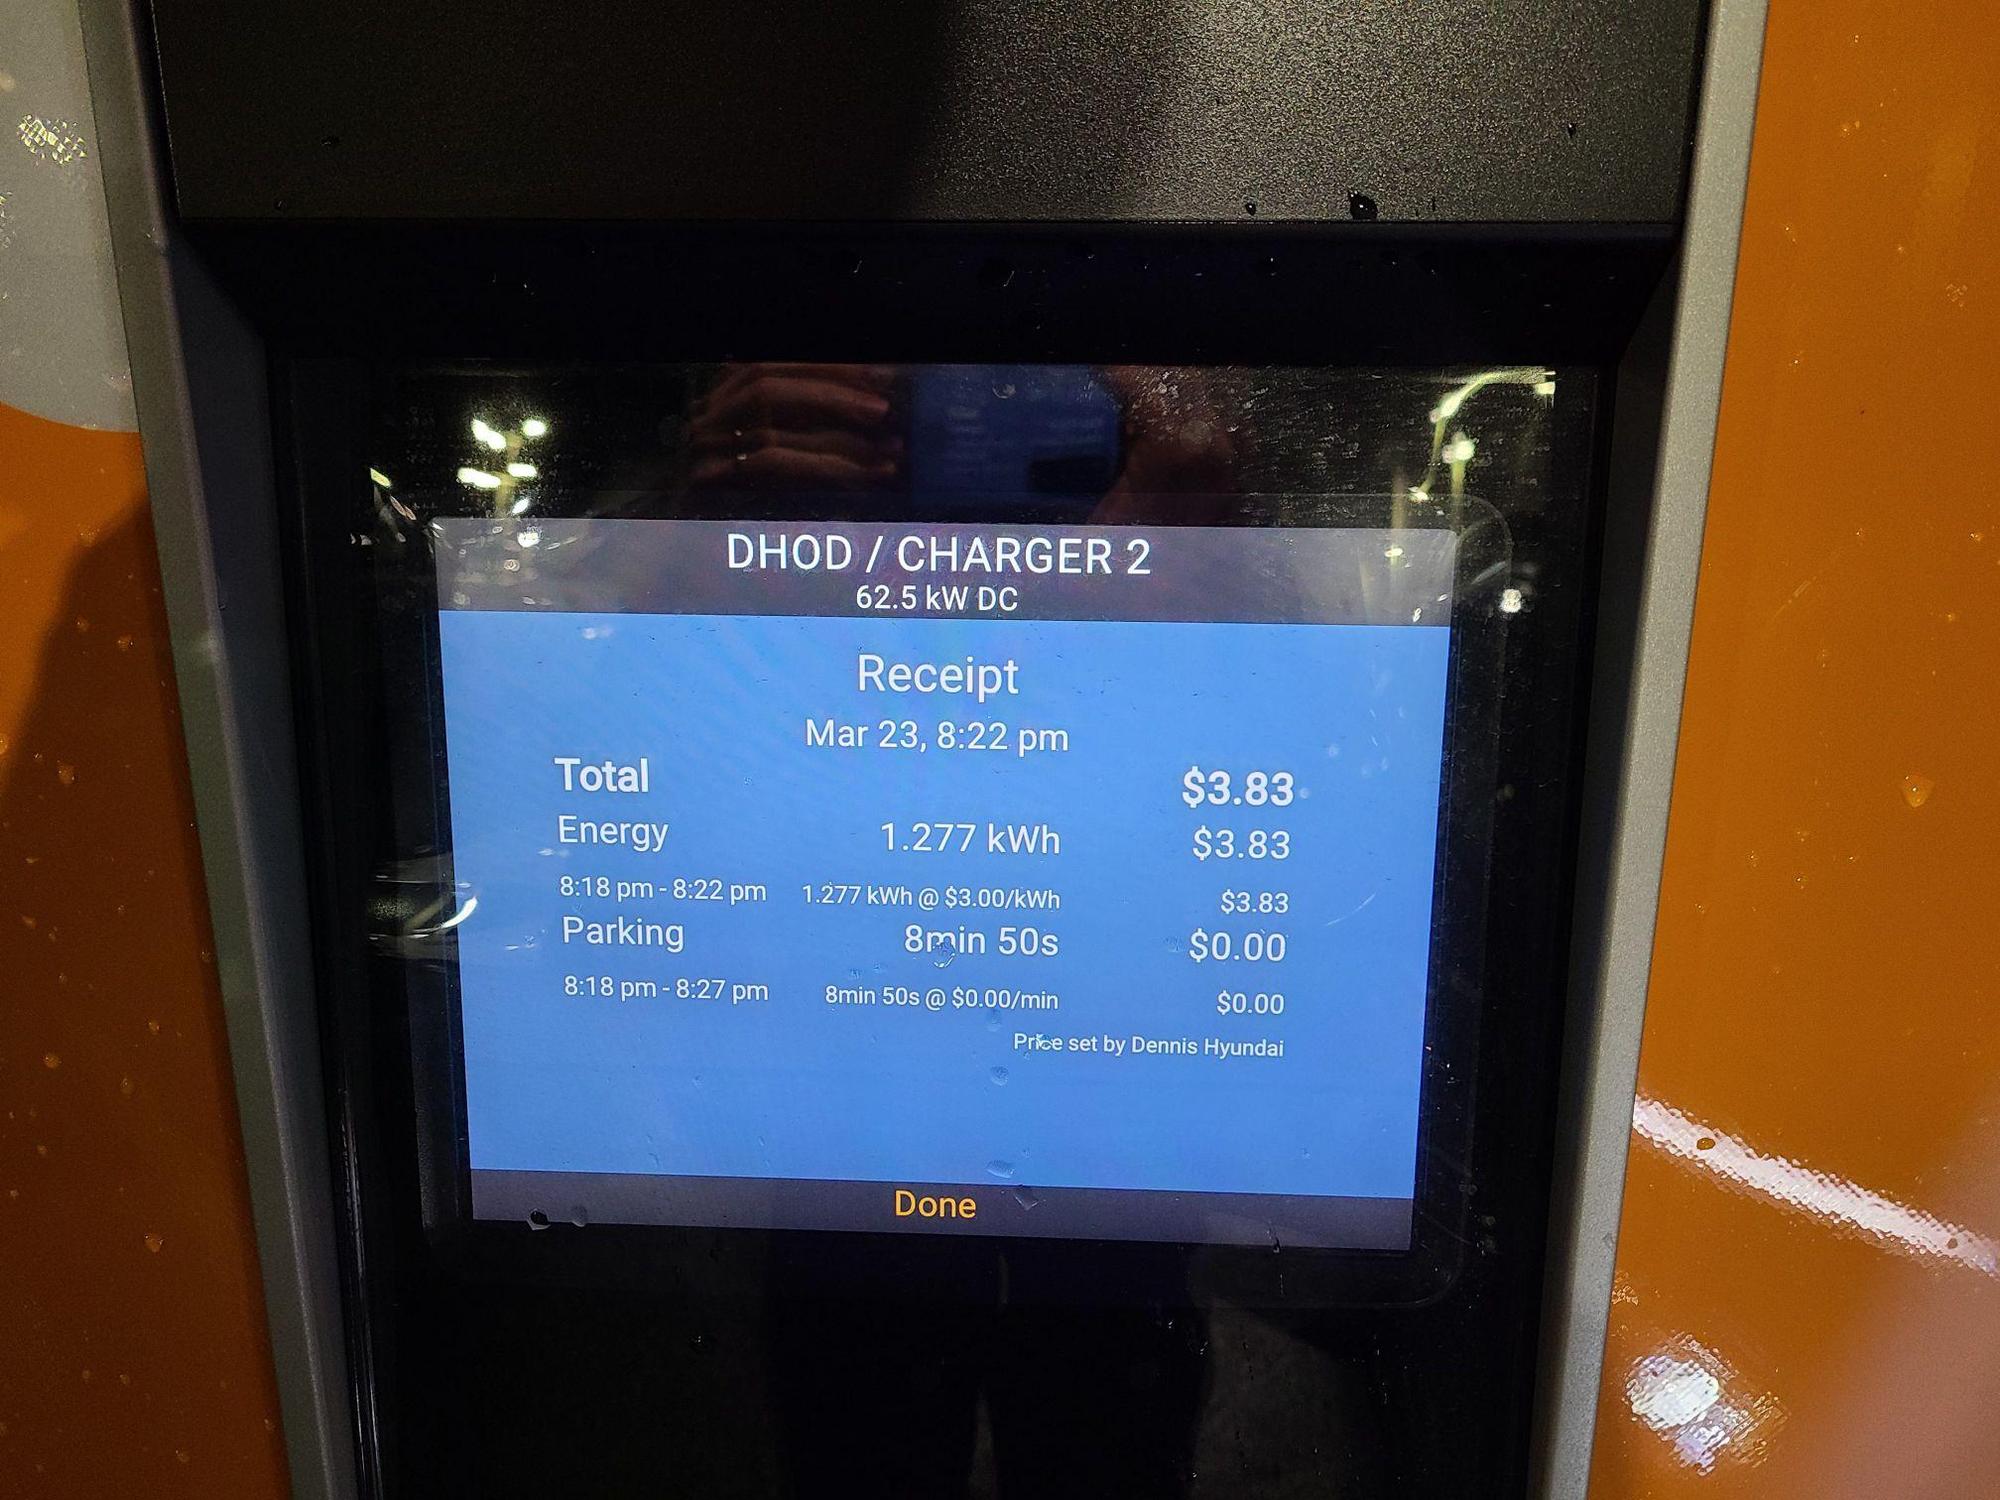 DHOD / CHARGER 2
62.5 kW DC
Receipt
Mar 23, 8:22 pm
Total $3.83
Energy 1.277 kWh $3.83
8:18 pm - 8:22 pm 1.277 kWh @ $3.00/kWh $3.83
Parking 8min 50s $0.00
8:18 pm - 8:27 pm 8min 50s @ $0.00/min $0.00
Price set by Dennis Hyundai
Done